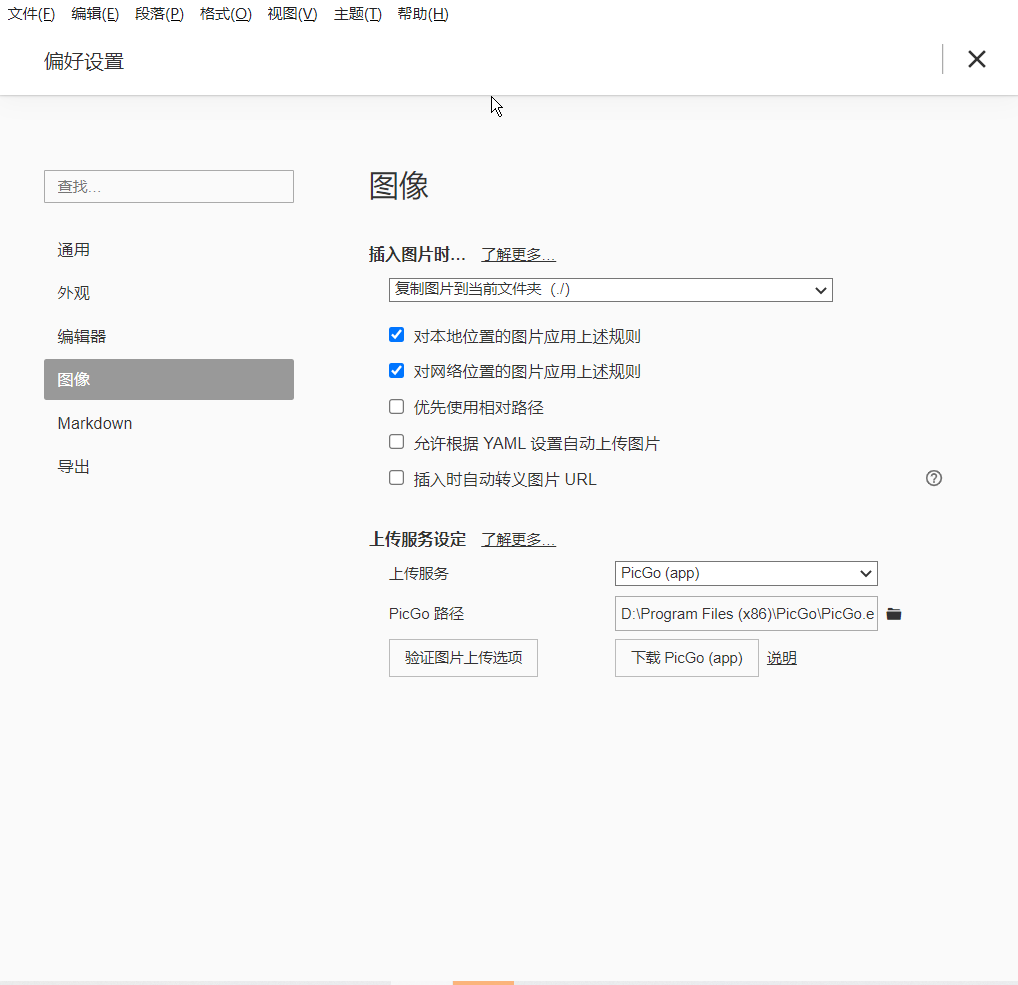 文件(F) 编辑(E) 段落(P) 格式(O) 视图(V) 主题(T) 帮助(H)
偏好设置
查找...
通用
外观
编辑器
图像
Markdown
导出
图像
插入图片时... 了解更多...
复制图片到当前文件夹 (./)
对本地位置的图片应用上述规则
对网络位置的图片应用上述规则
优先使用相对路径
允许根据 YAML 设置自动上传图片
插入时自动转义图片 URL
上传服务设定 了解更多...
上传服务 PicGo (app)
PicGo 路径 D:\Program Files (x86)\PicGo\PicGo.e
验证图片上传选项 下载 PicGo (app) 说明